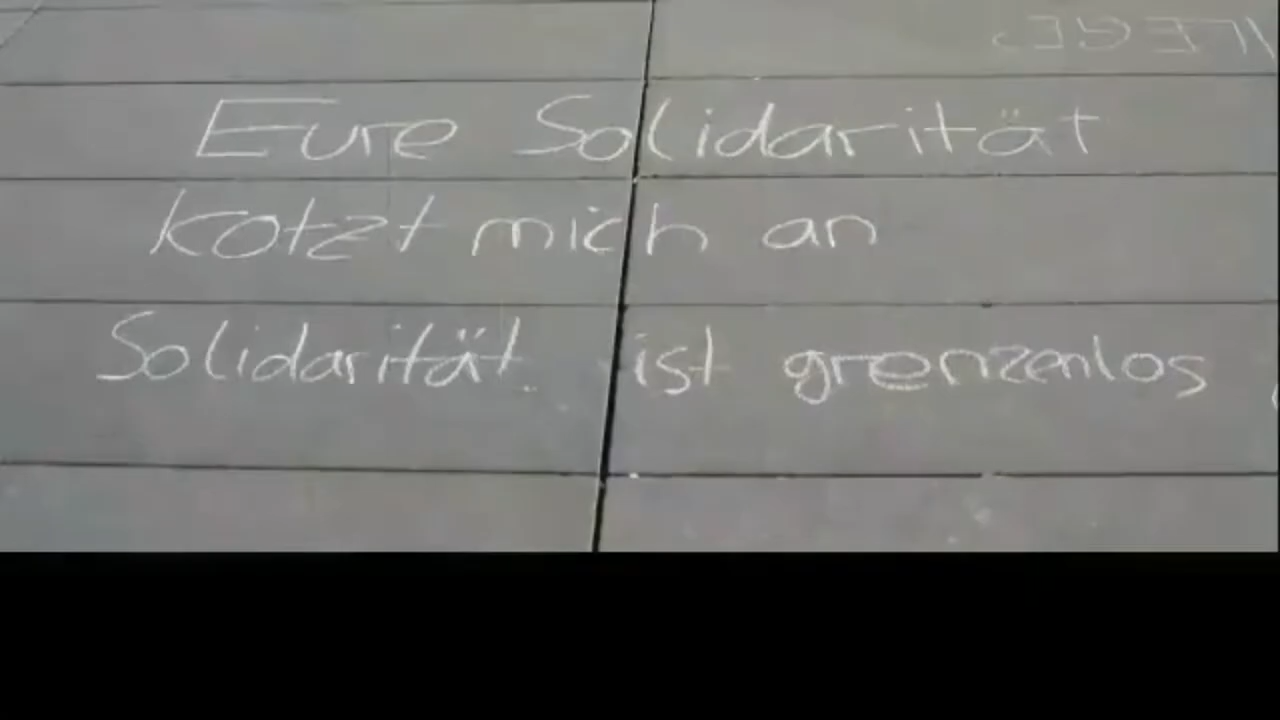 Eure Solidarität
kotzt mich an
Solidarität ist grenzenlos